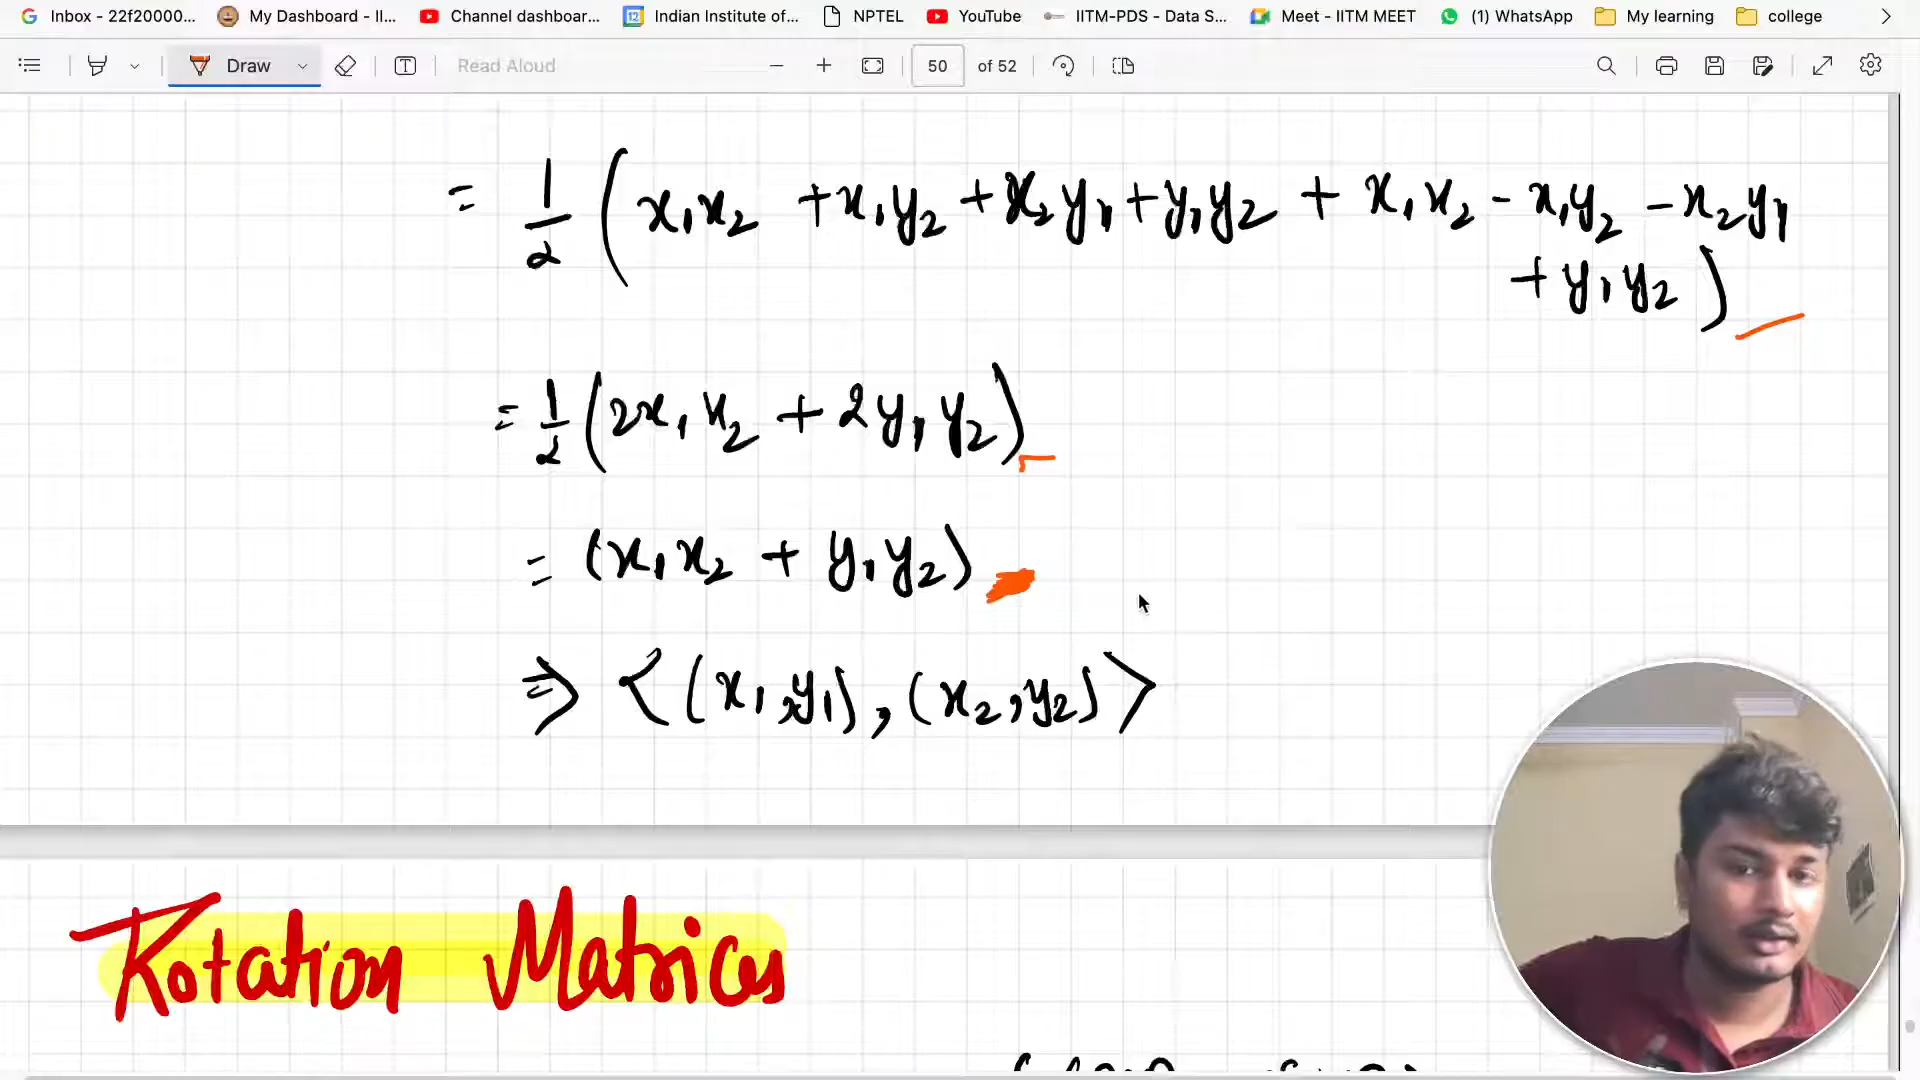 Inbox - 22f20000... My Dashboard - II... Channel dashboar... Indian Institute of... NPTEL YouTube IITM-PDS - Data S... Meet - IITM MEET (1) WhatsApp My learning college
Draw Read Aloud 50 of 52
= 1/2 ( x₁x₂ + x₁y₂ + x₂y₁ + y₁y₂ + x₁x₂ - x₁y₂ - x₂y₁
+ y₁y₂ )
= 1/2 ( 2x₁x₂ + 2y₁y₂ )
= (x₁x₂ + y₁y₂)
⇒ < (x₁,y₁), (x₂,y₂) >
Rotation Matrices